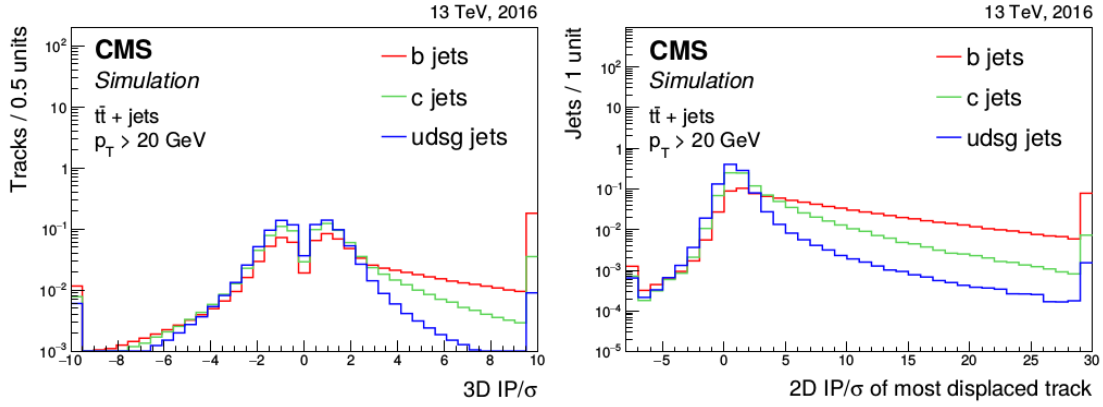 13 TeV, 2016
Tracks / 0.5 units
CMS
Simulation
tt̄ + jets
p_T > 20 GeV
b jets
c jets
udsg jets
10²
10
1
10⁻¹
10⁻²
10⁻³
−10 −8 −6 −4 −2 0 2 4 6 8 10
3D IP/σ
13 TeV, 2016
Jets / 1 unit
CMS
Simulation
tt̄ + jets
p_T > 20 GeV
b jets
c jets
udsg jets
10²
10
1
10⁻¹
10⁻²
10⁻³
10⁻⁴
10⁻⁵
−5 0 5 10 15 20 25 30
2D IP/σ of most displaced track